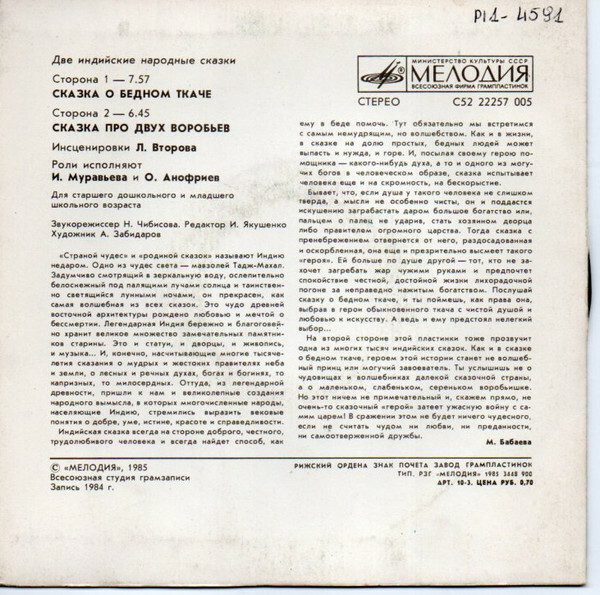 Р11-4591
Две индийские народные сказки
Сторона 1 — 7.57
СКАЗКА О БЕДНОМ ТКАЧЕ
Сторона 2 — 6.45
СКАЗКА ПРО ДВУХ ВОРОБЬЕВ
Инсценировки Л. Второва
Роли исполняют
И. Муравьева и О. Анофриев
Для старшего дошкольного и младшего
школьного возраста
Звукорежиссер Н. Чибисова. Редактор И. Якушенко
Художник А. Забидаров
«Страной чудес» и «родиной сказок» называют Индию
недаром. Одно из чудес света — мавзолей Тадж-Махал.
Задумчиво смотрящий в зеркальную воду, ослепительно
белоснежный под палящими лучами солнца и таинствен-
но светящийся лунными ночами, он прекрасен, как
самая волшебная из всех сказок. Это чудо древней
восточной архитектуры рождено любовью и мечтой о
бессмертии. Легендарная Индия бережно и благоговей-
но хранит великое множество замечательных памятни-
ков старины. Это и статуи, и дворцы, и живопись,
и музыка... И, конечно, насчитывающие многие тысяче-
летия сказания о мудрых и жестоких правителях неба
и земли, о лесных и речных духах, богах и богинях, то
капризных, то милосердных. Оттуда, из легендарной
древности, пришли к нам и великолепные создания
народного вымысла, в которых многочисленные народы,
населяющие Индию, стремились выразить вековые
понятия о добре, уме, истине, красоте и справедливости.
Индийская сказка всегда на стороне доброго, честного,
трудолюбивого человека и всегда найдет способ, как
МИНИСТЕРСТВО КУЛЬТУРЫ СССР
МЕЛОДИЯ
ВСЕСОЮЗНАЯ ФИРМА ГРАМПЛАСТИНОК
СТЕРЕО С52 22257 005
ему в беде помочь. Тут обязательно мы встретимся
с самым немудрящим, но волшебством. Как и в жизни,
в сказке на долю простых, бедных людей может
выпасть и нужда, и горе. И, посылая своему герою по-
мощника — какого-нибудь духа, а то и одного из могу-
чих богов в человеческом образе, сказка испытывает
человека еще и на скромность, на бескорыстие.
Бывает, что, если душа у такого человека не слишком
тверда, а мысли не особенно чисты, он и поддастся
искушению заграбастать даром большое богатство или,
пальцем о палец не ударив, стать хозяином дворца
либо правителем огромного царства. Тогда сказка с
пренебрежением отвернется от него, раздосадованная
и оскорбленная, она еще и презрительно высмеет такого
«героя». Ей больше по душе другой — тот, кто не за-
хочет загребать жар чужими руками и предпочтет
спокойствие честной, достойной жизни лихорадочной
погоне за неправедно нажитым богатством. Послушай
сказку о бедном ткаче, и ты поймешь, как права она,
выбрав в герои обыкновенного ткача с чистой душой и
любовью к искусству. А ведь и ему предстоял нелегкий
выбор...
На второй стороне этой пластинки тоже прозвучит
одна из многих тысяч индийских сказок. Как и в сказке
о бедном ткаче, героем этой истории станет не волшеб-
ный принц или могучий завоеватель. Ты услышишь не о
чудовищах и волшебниках далекой сказочной страны,
а о маленьком, слабеньком, сереньком воробьишке.
Но этот ничем не примечательный и, скажем прямо, не
очень-то сказочный «герой» затеет ужасную войну с са-
мим царем! В сражении этом не будет ничего чудесного,
если не считать чудом ни любви, ни преданности,
ни самоотверженной дружбы.
М. Бабаева
© «МЕЛОДИЯ», 1985
Всесоюзная студия грамзаписи
Запись 1984 г.
РИЖСКИЙ ОРДЕНА ЗНАК ПОЧЕТА ЗАВОД ГРАМПЛАСТИНОК
ТИП. РЗГ «МЕЛОДИЯ» 1985 3448 900
АРТ. 10-3. ЦЕНА РУБ. 0,70